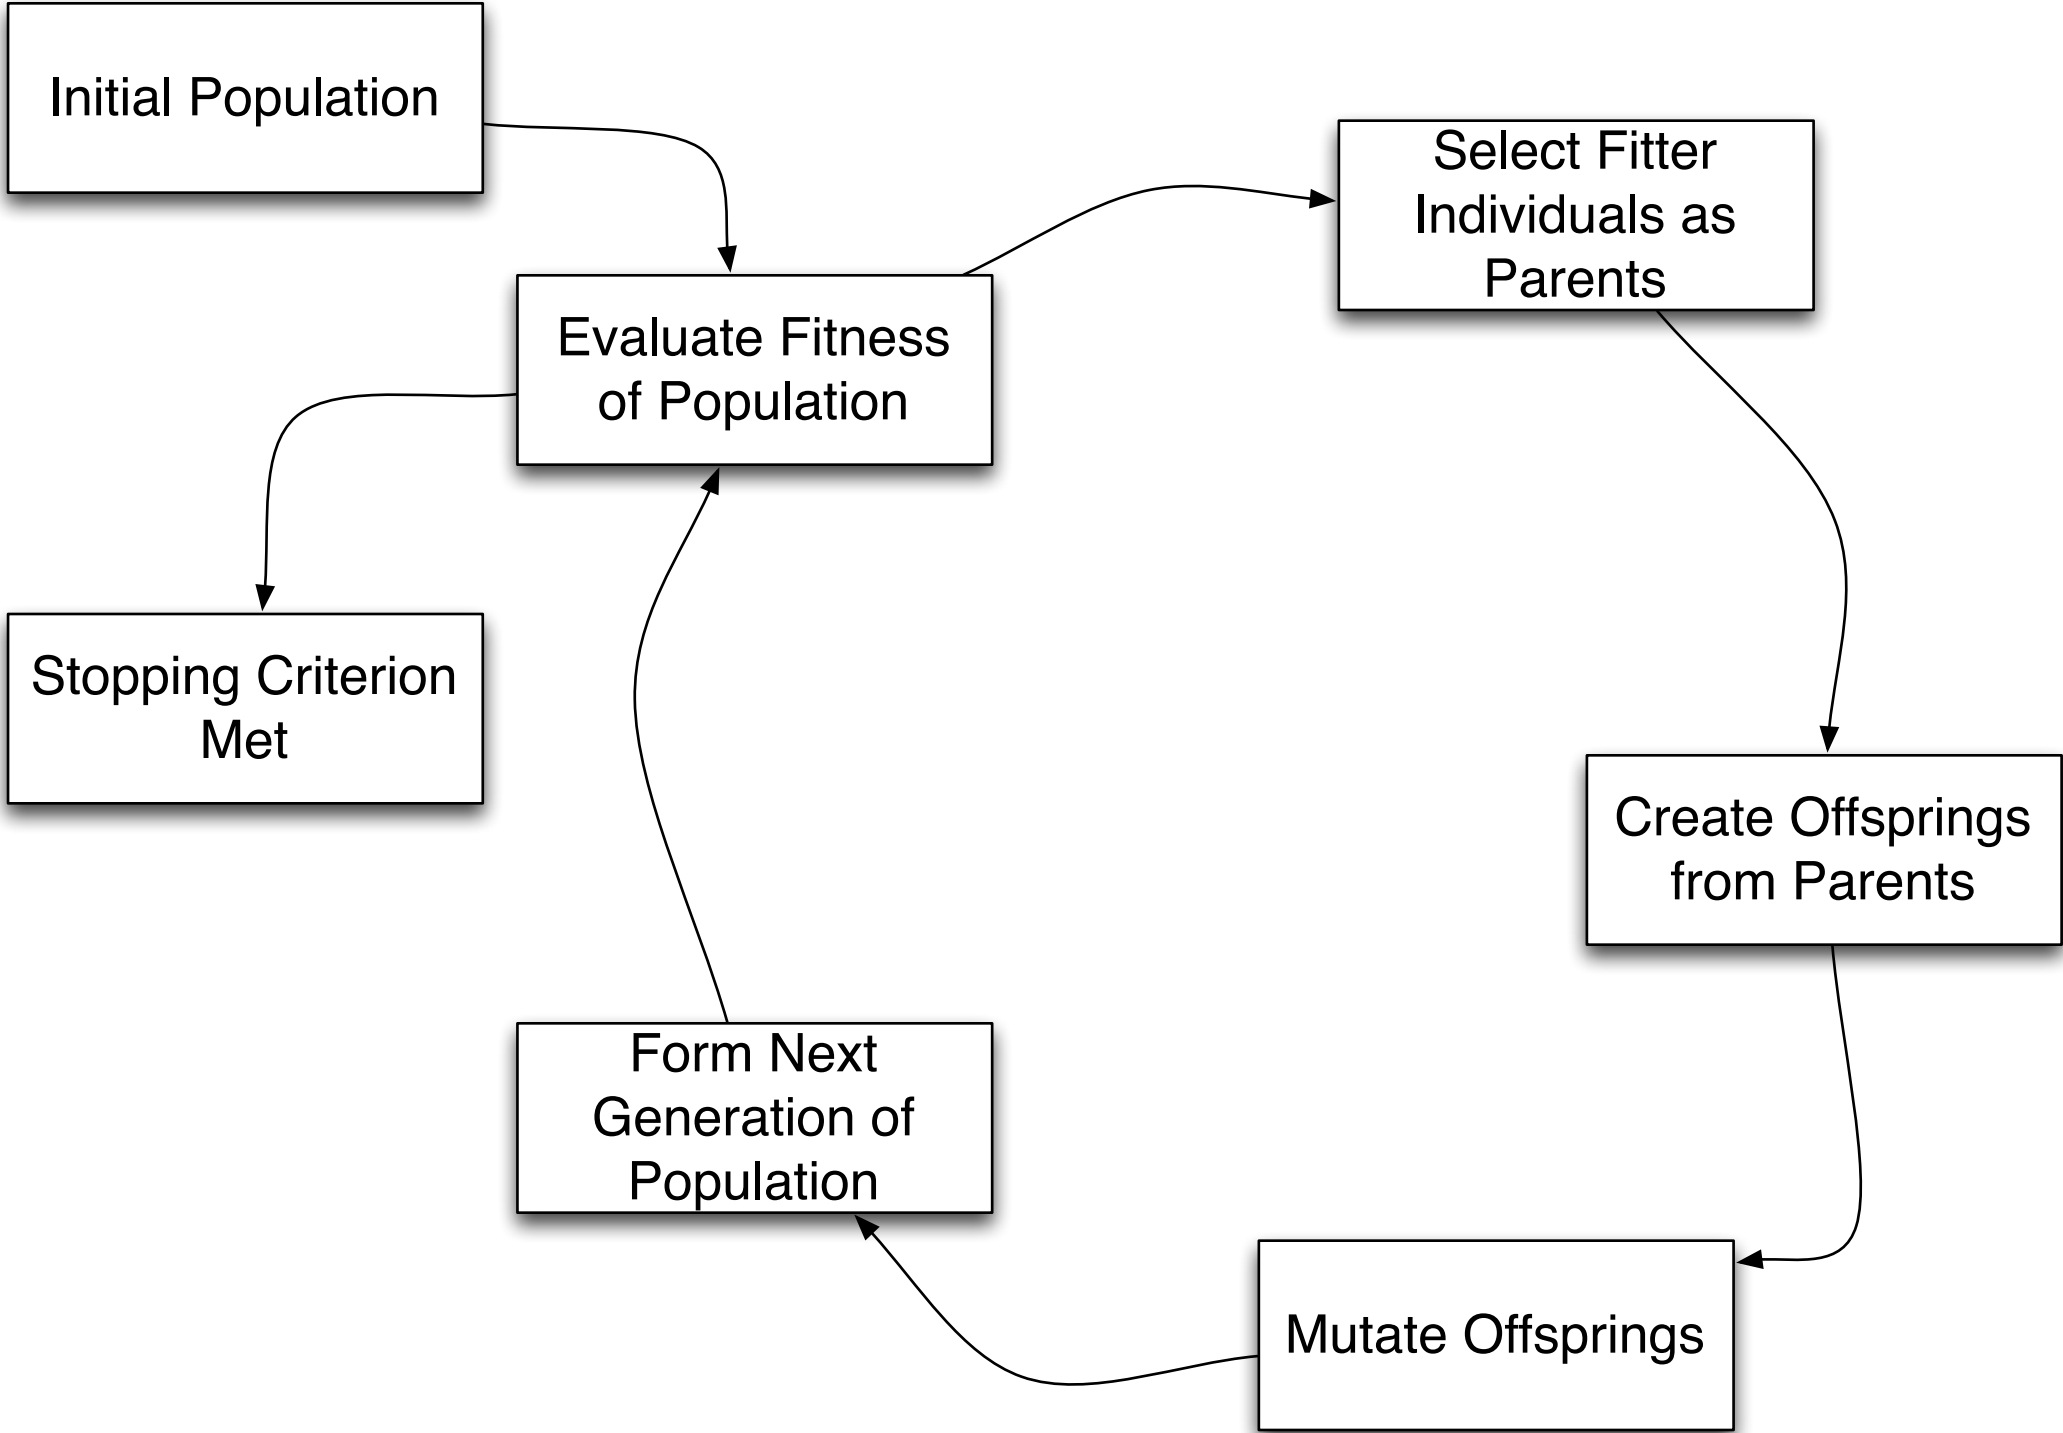 Initial Population
Select Fitter
Individuals as
Parents
Evaluate Fitness
of Population
Stopping Criterion
Met
Create Offsprings
from Parents
Form Next
Generation of
Population
Mutate Offsprings